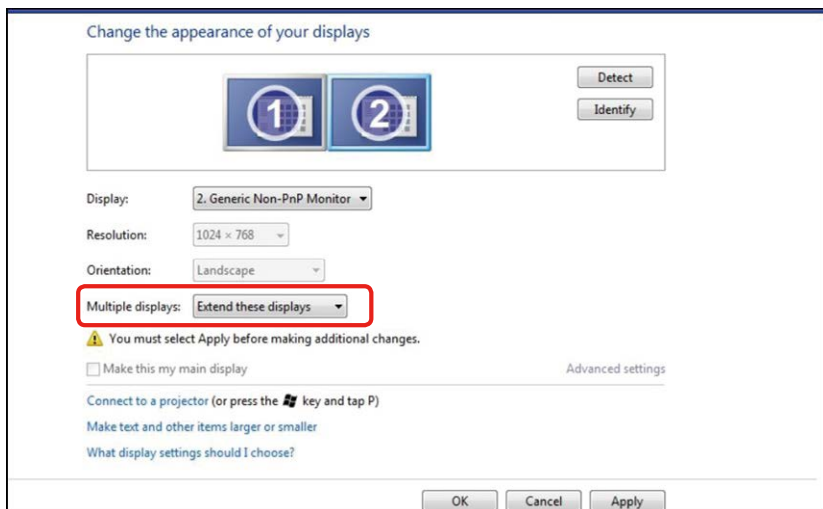 Change the appearance of your displays
1
2
Detect
Identify
Display: 2. Generic Non-PnP Monitor
Resolution: 1024 × 768
Orientation: Landscape
Multiple displays: Extend these displays
You must select Apply before making additional changes.
Make this my main display Advanced settings
Connect to a projector (or press the key and tap P)
Make text and other items larger or smaller
What display settings should I choose?
OK Cancel Apply